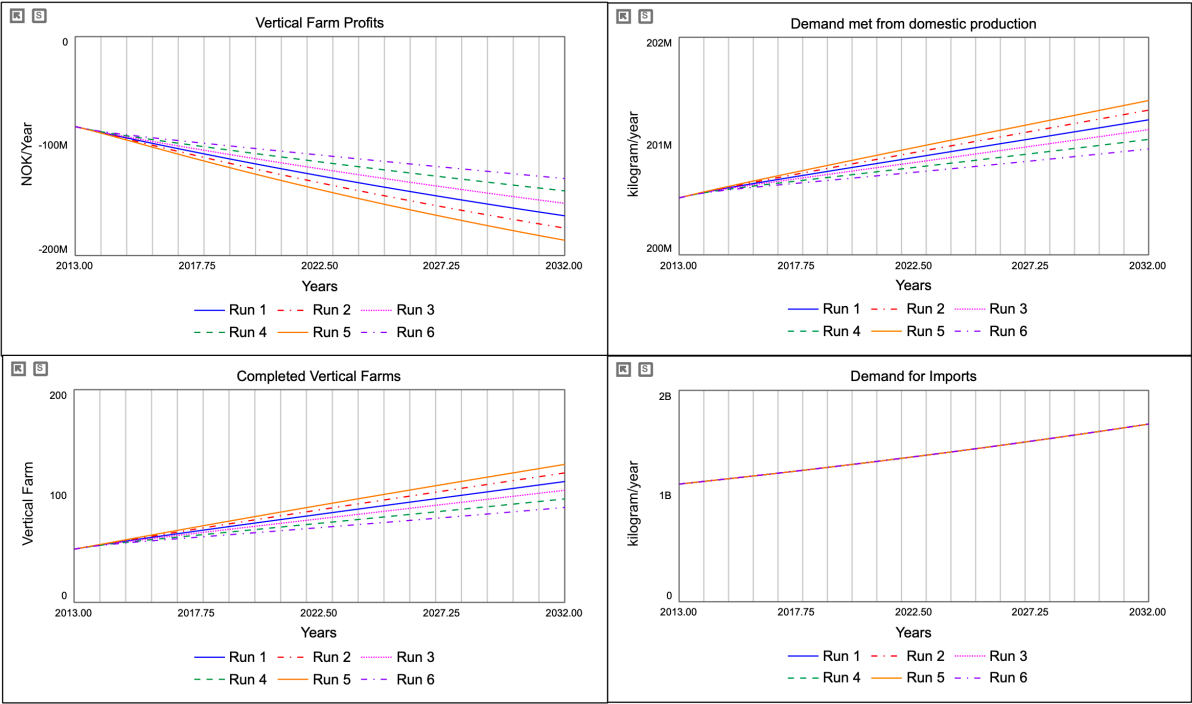 S
Vertical Farm Profits
0
-100M
-200M
NOK/Year
2013.00 2017.75 2022.50 2027.25 2032.00
Years
Run 1 Run 2 Run 3
Run 4 Run 5 Run 6
S
Demand met from domestic production
202M
201M
200M
kilogram/year
2013.00 2017.75 2022.50 2027.25 2032.00
Years
Run 1 Run 2 Run 3
Run 4 Run 5 Run 6
S
Completed Vertical Farms
200
100
0
Vertical Farm
2013.00 2017.75 2022.50 2027.25 2032.00
Years
Run 1 Run 2 Run 3
Run 4 Run 5 Run 6
S
Demand for Imports
2B
1B
0
kilogram/year
2013.00 2017.75 2022.50 2027.25 2032.00
Years
Run 1 Run 2 Run 3
Run 4 Run 5 Run 6